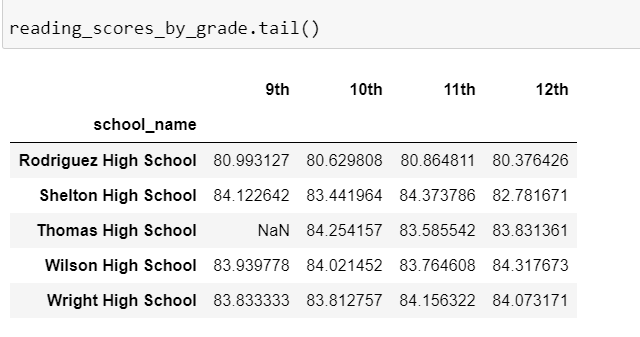 reading_scores_by_grade.tail()
9th 10th 11th 12th
school_name
Rodriguez High School 80.993127 80.629808 80.864811 80.376426
Shelton High School 84.122642 83.441964 84.373786 82.781671
Thomas High School NaN 84.254157 83.585542 83.831361
Wilson High School 83.939778 84.021452 83.764608 84.317673
Wright High School 83.833333 83.812757 84.156322 84.073171